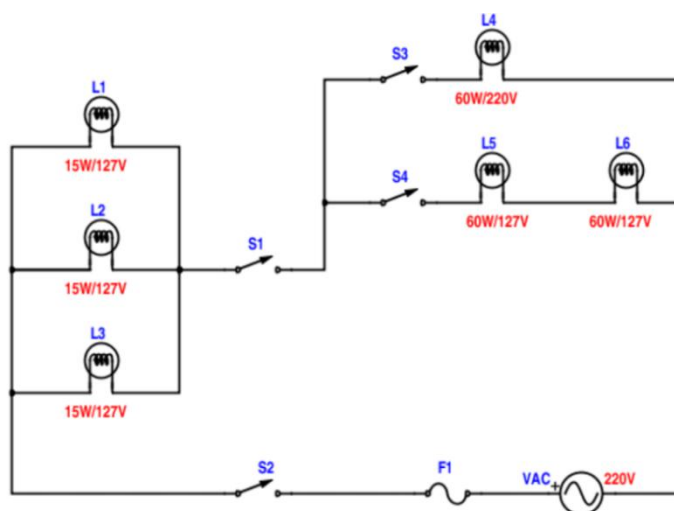 L4
S3
60W/220V
L1
15W/127V
L5
L6
S4
60W/127V
60W/127V
L2
S1
15W/127V
L3
15W/127V
S2
F1
VAC + 220V